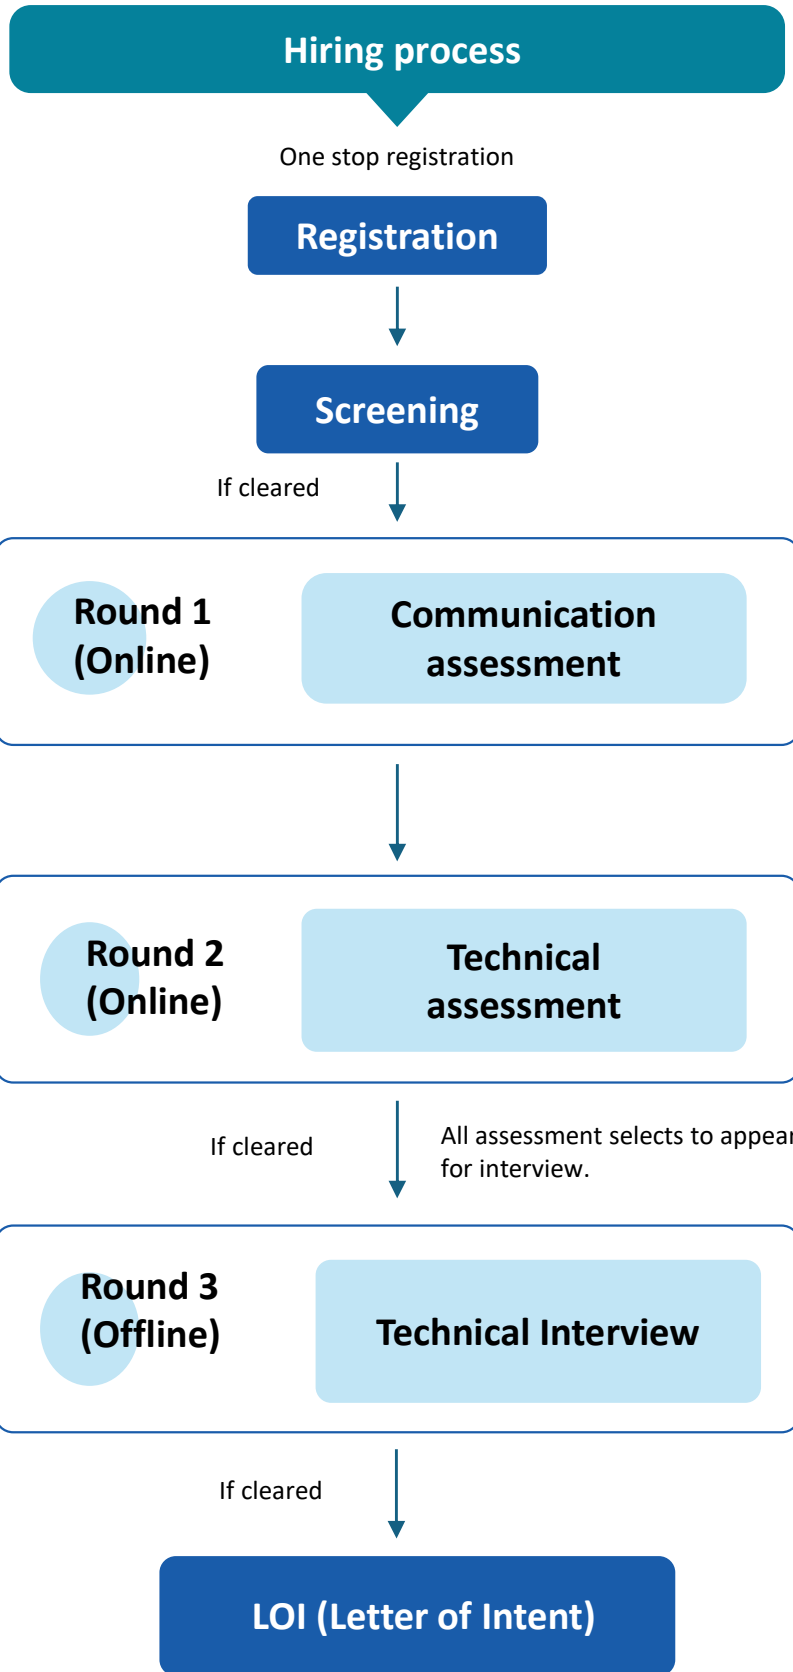 Hiring process
One stop registration
Registration
Screening
If cleared
Round 1
(Online)
Communication
assessment
Round 2
(Online)
Technical
assessment
If cleared
All assessment selects to appear
for interview.
Round 3
(Offline)
Technical Interview
If cleared
LOI (Letter of Intent)